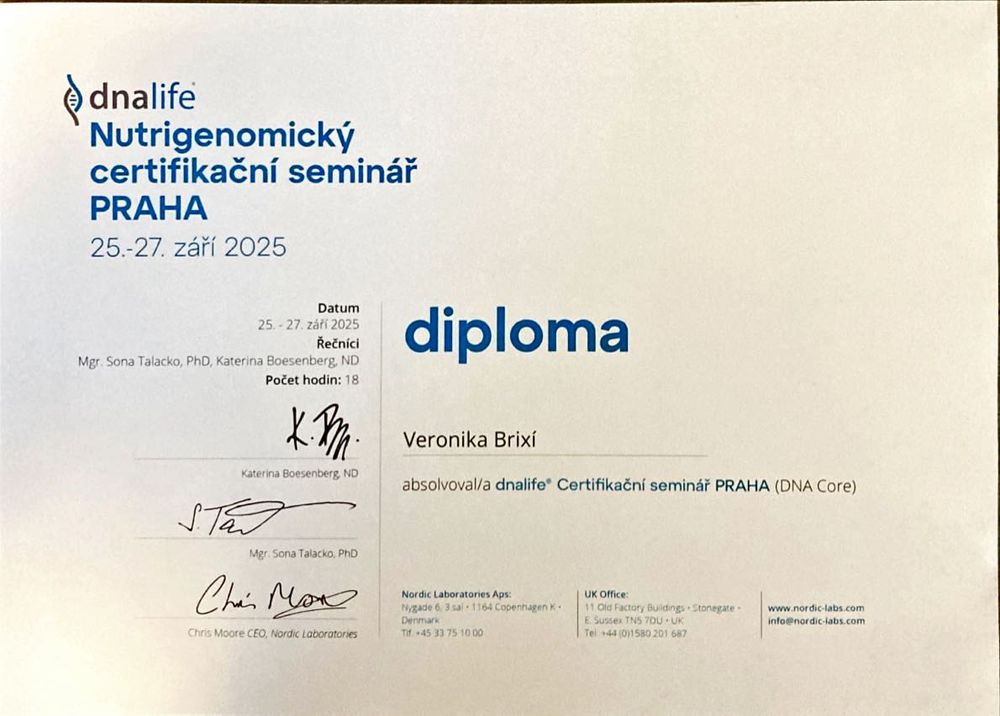 dnalife
Nutrigenomický
certifikační seminář
PRAHA
25.-27. září 2025
Datum
25. - 27. září 2025
Řečníci
Mgr. Sona Talacko, PhD, Katerina Boesenberg, ND
Počet hodin: 18
Katerina Boesenberg, ND
S. Tal
Mgr. Sona Talacko, PhD
Chris Moore
Chris Moore CEO, Nordic Laboratories
diploma
Veronika Brixí
absolvoval/a dnalife® Certifikační seminář PRAHA (DNA Core)
Nordic Laboratories Aps:
Nygade 6, 3.sal • 1164 Copenhagen K •
Denmark
Tlf. +45 33 75 10 00
UK Office:
11 Old Factory Buildings • Stonegate •
E. Sussex TN5 7DU • UK
Tel: +44 (0)1580 201 687
www.nordic-labs.com
info@nordic-labs.com